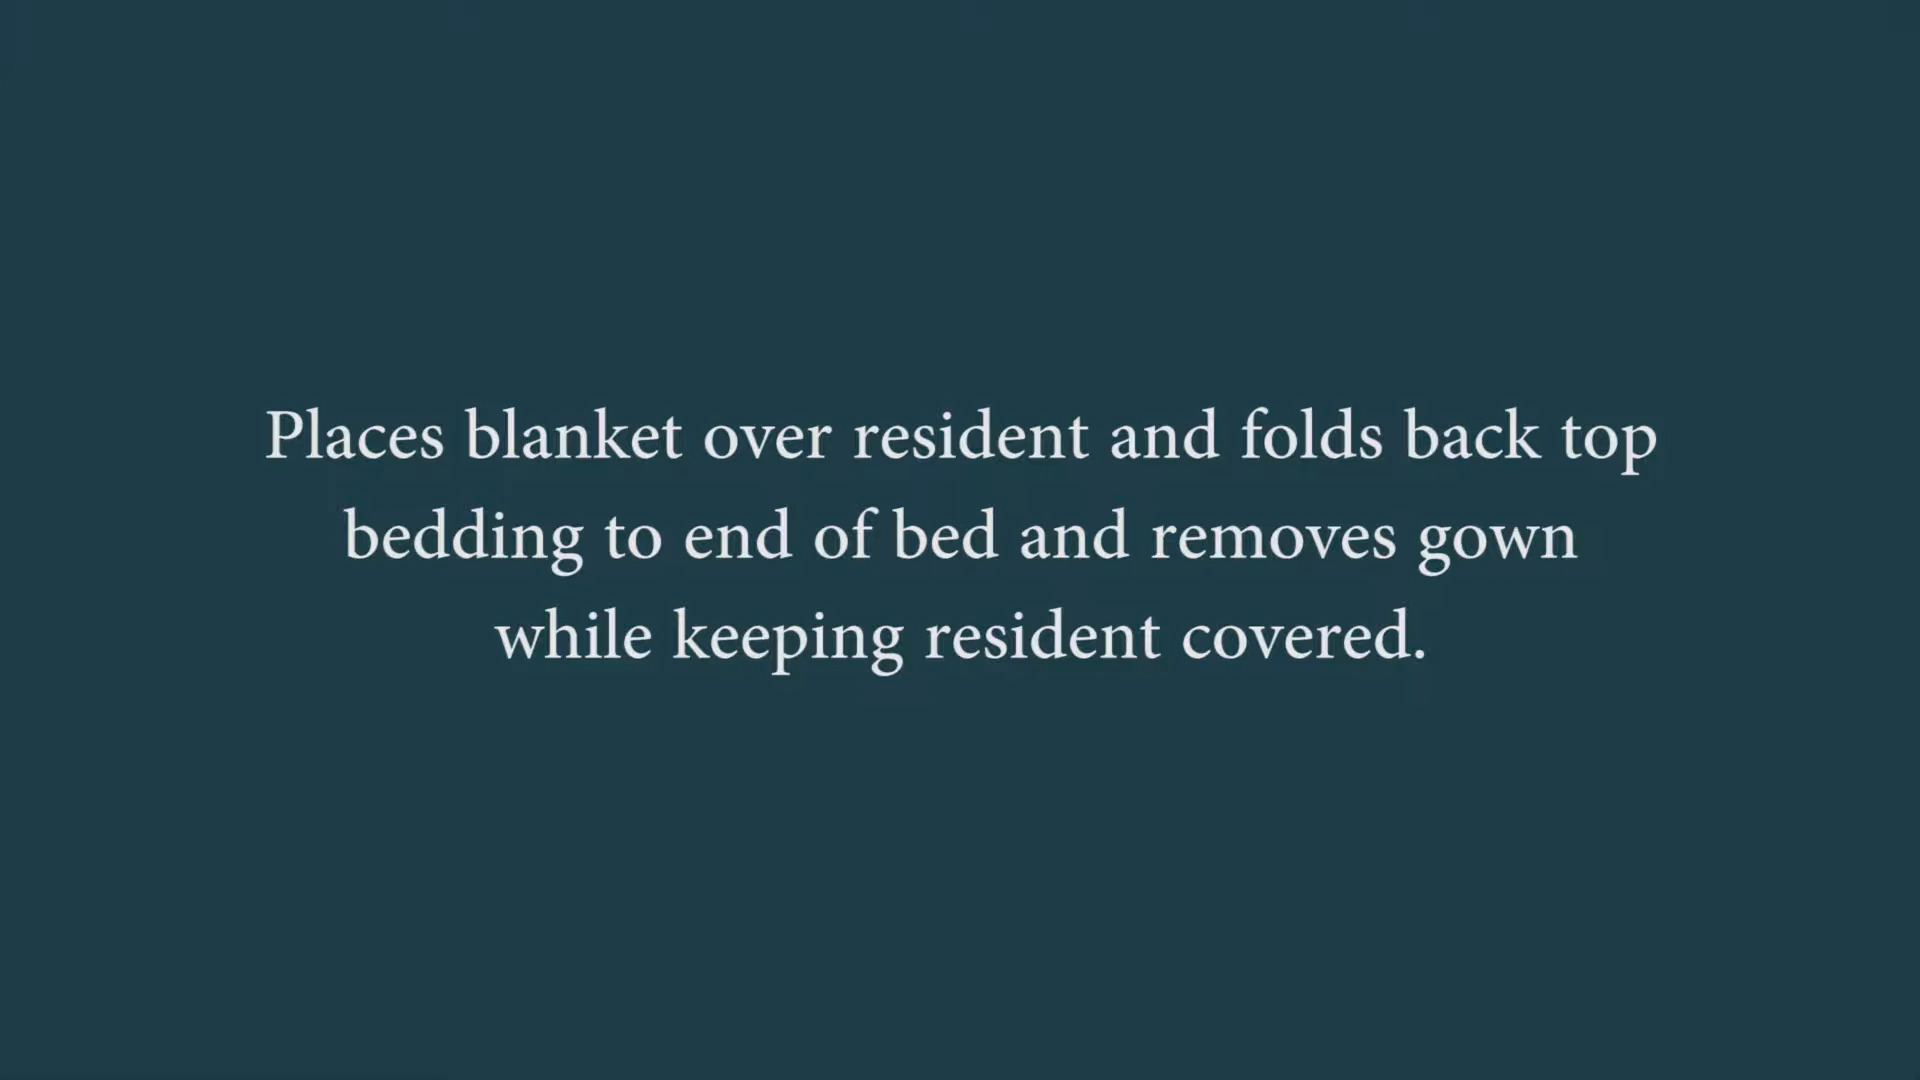 Places blanket over resident and folds back top
bedding to end of bed and removes gown
while keeping resident covered.